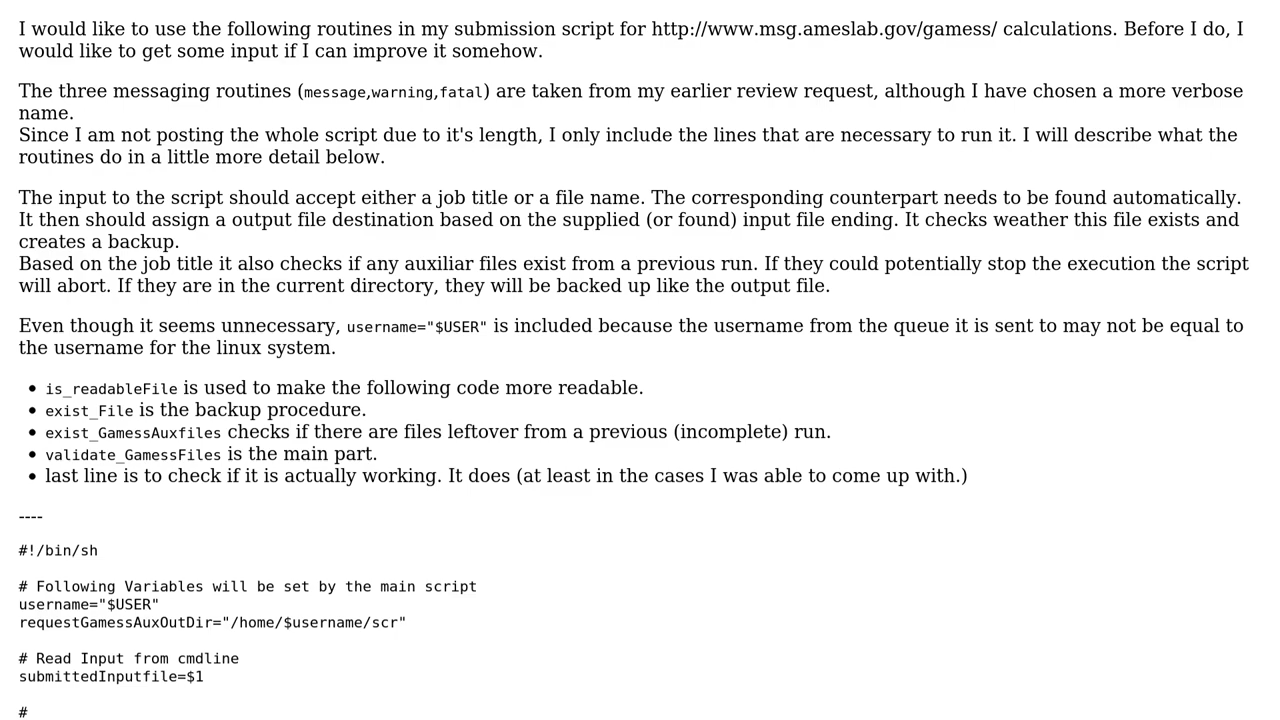 I would like to use the following routines in my submission script for http://www.msg.ameslab.gov/gamess/ calculations. Before I do, I
would like to get some input if I can improve it somehow.
The three messaging routines (message,warning,fatal) are taken from my earlier review request, although I have chosen a more verbose
name.
Since I am not posting the whole script due to it's length, I only include the lines that are necessary to run it. I will describe what the
routines do in a little more detail below.
The input to the script should accept either a job title or a file name. The corresponding counterpart needs to be found automatically.
It then should assign a output file destination based on the supplied (or found) input file ending. It checks weather this file exists and
creates a backup.
Based on the job title it also checks if any auxiliar files exist from a previous run. If they could potentially stop the execution the script
will abort. If they are in the current directory, they will be backed up like the output file.
Even though it seems unnecessary, username="$USER" is included because the username from the queue it is sent to may not be equal to
the username for the linux system.
• is_readableFile is used to make the following code more readable.
• exist_File is the backup procedure.
• exist_GamessAuxfiles checks if there are files leftover from a previous (incomplete) run.
• validate_GamessFiles is the main part.
• last line is to check if it is actually working. It does (at least in the cases I was able to come up with.)
----
#!/bin/sh
# Following Variables will be set by the main script
username="$USER"
requestGamessAuxOutDir="/home/$username/scr"
# Read Input from cmdline
submittedInputfile=$1
#